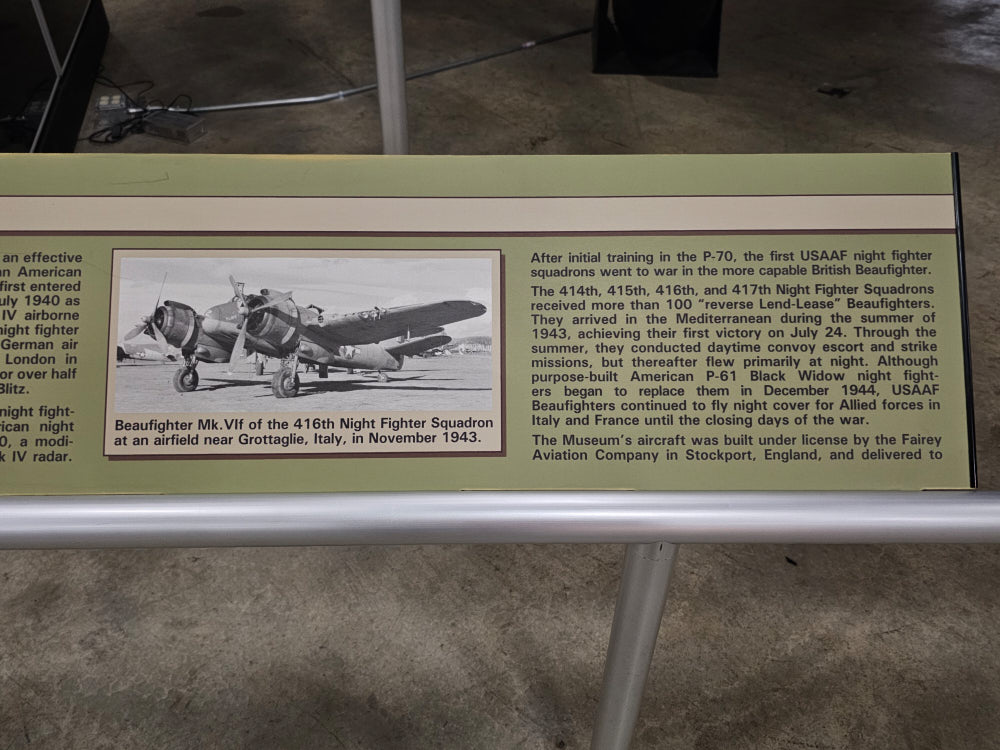 an effective
an American
first entered
uly 1940 as
IV airborne
night fighter
German air
London in
or over half
Blitz.
night fight-
rican night
0, a modi-
k IV radar.
Beaufighter Mk.VIf of the 416th Night Fighter Squadron
at an airfield near Grottaglie, Italy, in November 1943.
After initial training in the P-70, the first USAAF night fighter
squadrons went to war in the more capable British Beaufighter.
The 414th, 415th, 416th, and 417th Night Fighter Squadrons
received more than 100 "reverse Lend-Lease" Beaufighters.
They arrived in the Mediterranean during the summer of
1943, achieving their first victory on July 24. Through the
summer, they conducted daytime convoy escort and strike
missions, but thereafter flew primarily at night. Although
purpose-built American P-61 Black Widow night fight-
ers began to replace them in December 1944, USAAF
Beaufighters continued to fly night cover for Allied forces in
Italy and France until the closing days of the war.
The Museum's aircraft was built under license by the Fairey
Aviation Company in Stockport, England, and delivered to